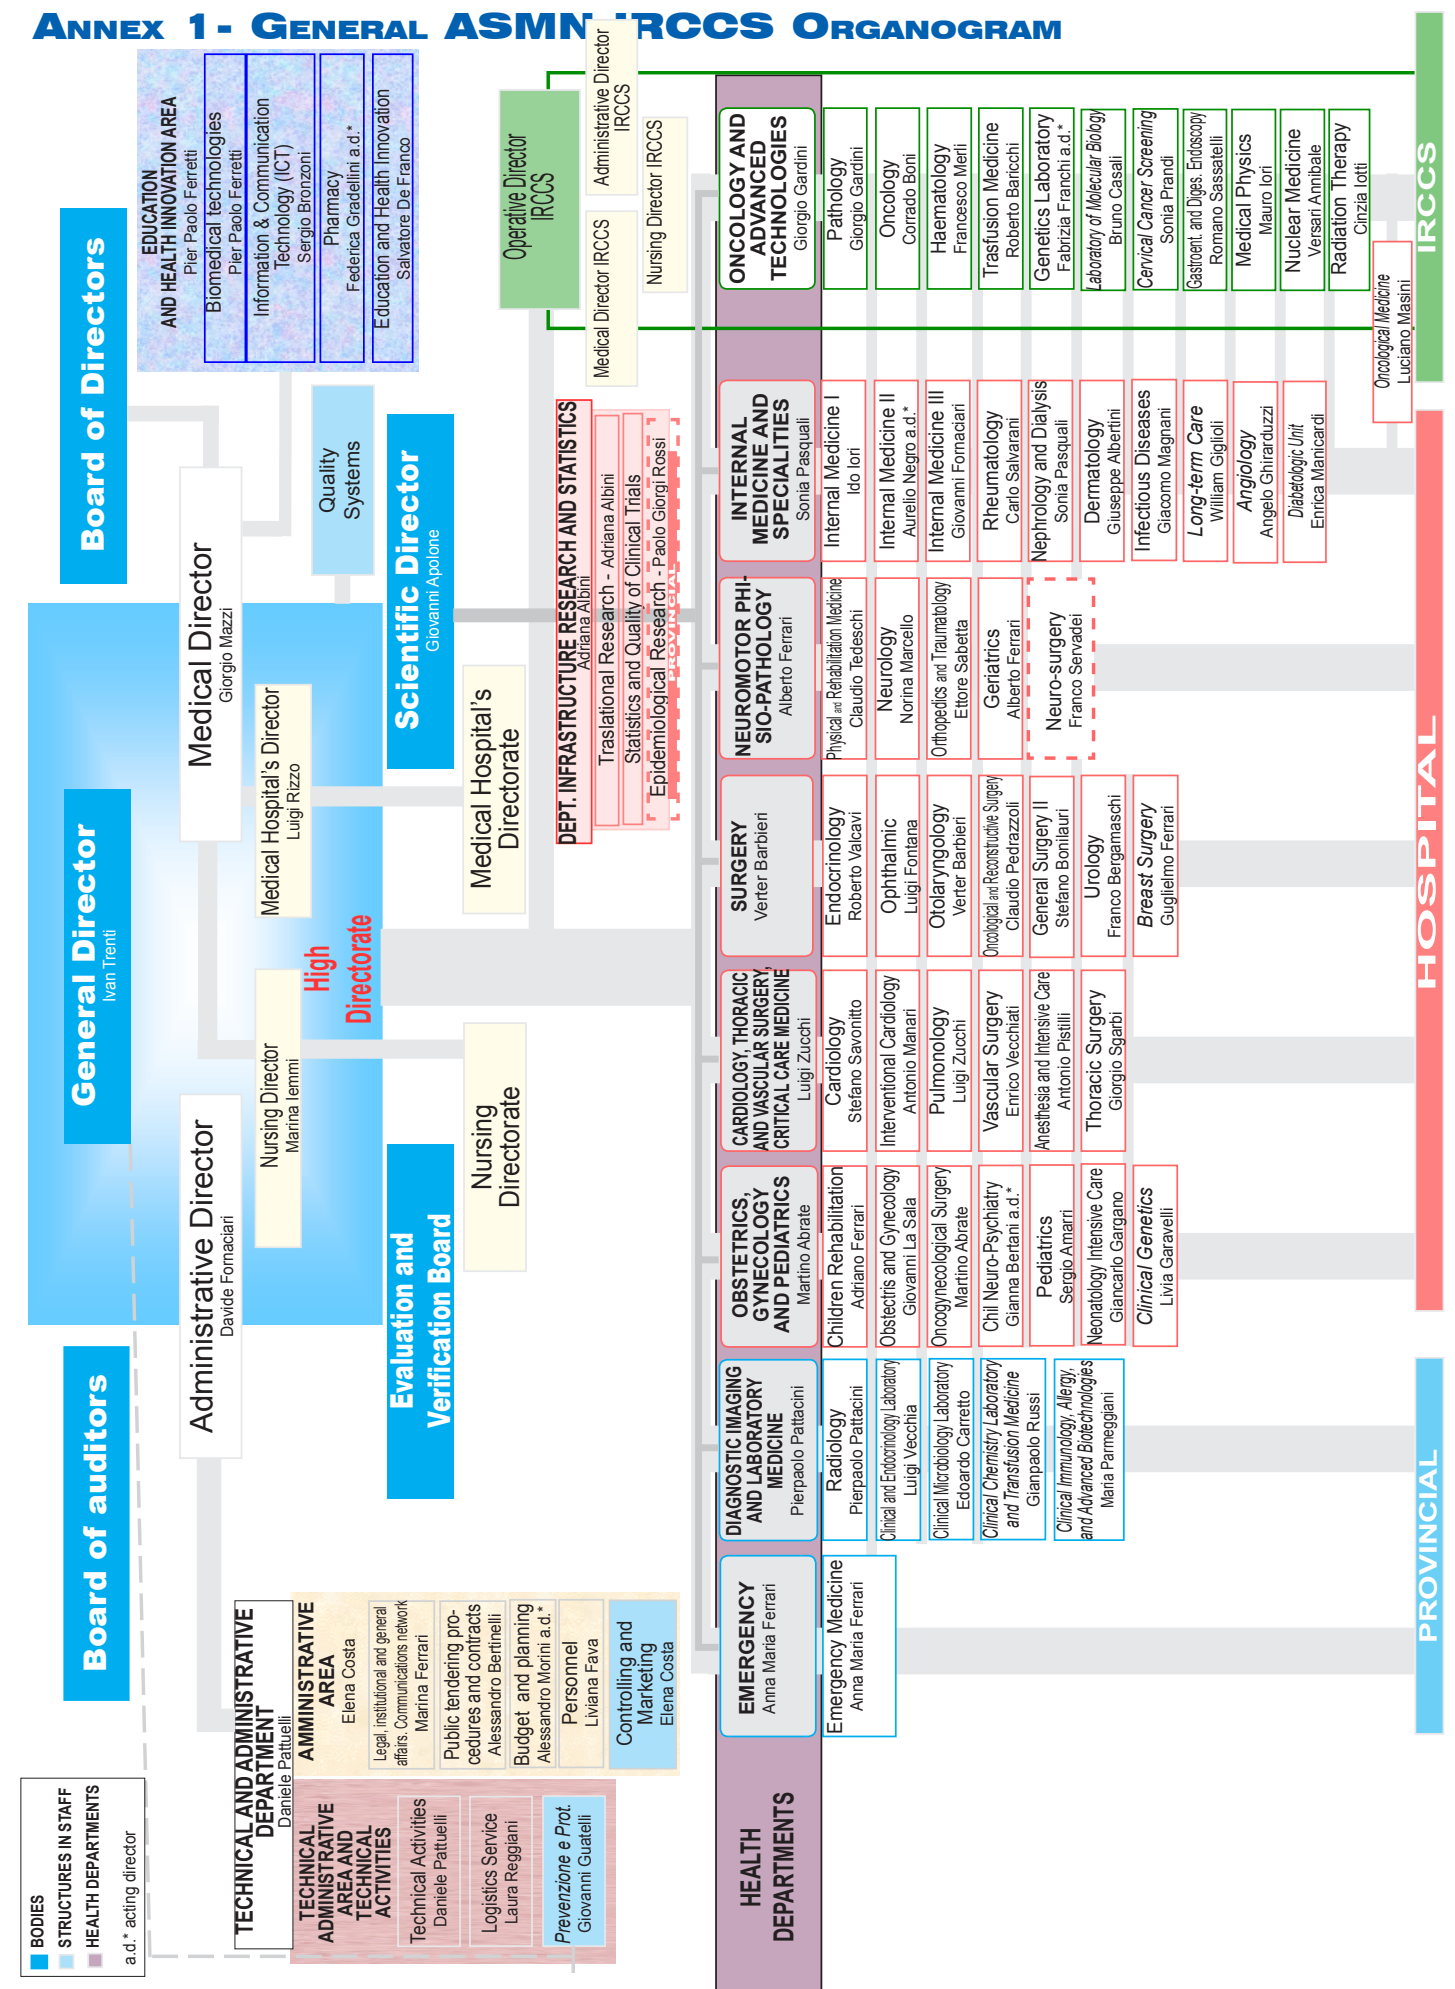 ANNEX 1 - GENERAL ASMN IRCCS ORGANOGRAM
BODIES
STRUCTURES IN STAFF
HEALTH DEPARTMENTS
a.d.* acting director
Board of auditors
General Director
Ivan Trenti
Board of Directors
Administrative Director
Davide Fornaciari
Medical Director
Giorgio Mazzi
Nursing Director
Marina Iemmi
Medical Hospital's Director
Luigi Rizzo
High
Directorate
Quality
Systems
EDUCATION
AND HEALTH INNOVATION AREA
Pier Paolo Ferretti
Biomedical technologies
Pier Paolo Ferretti
Information & Communication
Technology (ICT)
Sergio Bronzoni
Pharmacy
Federica Gradellini a.d.*
Education and Health Innovation
Salvatore De Franco
Evaluation and
Verification Board
Scientific Director
Giovanni Apolone
Nursing
Directorate
Medical Hospital's
Directorate
Operative Director
IRCCS
Medical Director IRCCS
Administrative Director
IRCCS
Nursing Director IRCCS
DEPT. INFRASTRUCTURE RESEARCH AND STATISTICS
Adriana Albini
Traslational Research - Adriana Albini
Statistics and Quality of Clinical Trials
Epidemiological Research - Paolo Giorgi Rossi
PROVINCIAL
TECHNICAL AND ADMINISTRATIVE
DEPARTMENT
Daniele Pattuelli
TECHNICAL
ADMINISTRATIVE
AREA AND
TECHNICAL
ACTIVITIES
Technical Activities
Daniele Pattuelli
Logistics Service
Laura Reggiani
Prevenzione e Prot.
Giovanni Guatelli
AMMINISTRATIVE
AREA
Elena Costa
Legal, institutional and general
affairs. Communications network
Marina Ferrari
Public tendering pro-
cedures and contracts
Alessandro Bertinelli
Budget and planning
Alessandro Morini a.d.*
Personnel
Liviana Fava
Controlling and
Marketing
Elena Costa
HEALTH
DEPARTMENTS
EMERGENCY
Anna Maria Ferrari
Emergency Medicine
Anna Maria Ferrari
DIAGNOSTIC IMAGING
AND LABORATORY
MEDICINE
Pierpaolo Pattacini
Radiology
Pierpaolo Pattacini
Clinical and Endocrinology Laboratory
Luigi Vecchia
Clinical Microbiology Laboratory
Edoardo Carretto
Clinical Chemistry Laboratory
and Transfusion Medicine
Gianpaolo Russi
Clinical Immunology, Allergy,
and Advanced Biotechnologies
Maria Parmeggiani
OBSTETRICS,
GYNECOLOGY
AND PEDIATRICS
Martino Abrate
Children Rehabilitation
Adriano Ferrari
Obstectris and Gynecology
Giovanni La Sala
Oncogynecological Surgery
Martino Abrate
Chil Neuro-Psychiatry
Gianna Bertani a.d.*
Pediatrics
Sergio Amarri
Neonatology Intensive Care
Giancarlo Gargano
Clinical Genetics
Livia Garavelli
CARDIOLOGY, THORACIC
AND VASCULAR SURGERY,
CRITICAL CARE MEDICINE
Luigi Zucchi
Cardiology
Stefano Savonitto
Interventional Cardiology
Antonio Manari
Pulmonology
Luigi Zucchi
Vascular Surgery
Enrico Vecchiati
Anesthesia and Intensive Care
Antonio Pistilli
Thoracic Surgery
Giorgio Sgarbi
SURGERY
Verter Barbieri
Endocrinology
Roberto Valcavi
Ophthalmic
Luigi Fontana
Otolaryngology
Verter Barbieri
Oncological and Reconstructive Surgery
Claudio Pedrazzoli
General Surgery II
Stefano Bonilauri
Urology
Franco Bergamaschi
Breast Surgery
Guglielmo Ferrari
NEUROMOTOR PHI-
SIO-PATHOLOGY
Alberto Ferrari
Physical and Rehabilitation Medicine
Claudio Tedeschi
Neurology
Norina Marcello
Orthopedics and Traumatology
Ettore Sabetta
Geriatrics
Alberto Ferrari
Neuro-surgery
Franco Servadei
INTERNAL
MEDICINE AND
SPECIALITIES
Sonia Pasquali
Internal Medicine I
Ido Iori
Internal Medicine II
Aurelio Negro a.d.*
Internal Medicine III
Giovanni Fornaciari
Rheumatology
Carlo Salvarani
Nephrology and Dialysis
Sonia Pasquali
Dermatology
Giuseppe Albertini
Infectious Diseases
Giacomo Magnani
Long-term Care
William Giglioli
Angiology
Angelo Ghirarduzzi
Diabetologic Unit
Enrica Manicardi
Oncological Medicine
Luciano Masini
ONCOLOGY AND
ADVANCED
TECHNOLOGIES
Giorgio Gardini
Pathology
Giorgio Gardini
Oncology
Corrado Boni
Haematology
Francesco Merli
Trasfusion Medicine
Roberto Baricchi
Genetics Laboratory
Fabrizia Franchi a.d.*
Laboratory of Molecular Biology
Bruno Casali
Cervical Cancer Screening
Sonia Prandi
Gastroent. and Diges. Endoscopy
Romano Sassatelli
Medical Physics
Mauro Iori
Nuclear Medicine
Versari Annibale
Radiation Therapy
Cinzia Iotti
PROVINCIAL
HOSPITAL
IRCCS